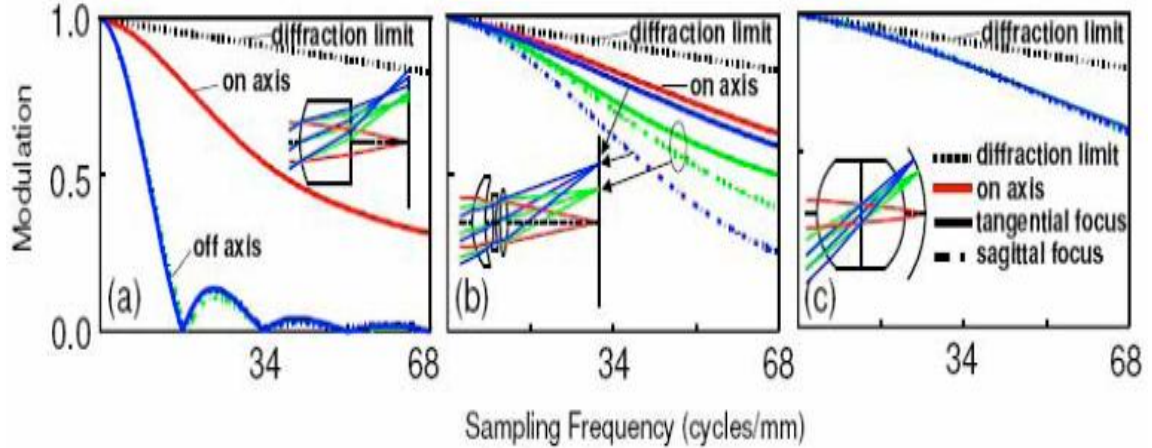 1.0
0.5
0.0
Modulation
diffraction limit
on axis
off axis
(a)
34
68
diffraction limit
on axis
(b)
34
68
diffraction limit
diffraction limit
on axis
tangential focus
sagittal focus
(c)
34
68
Sampling Frequency (cycles/mm)